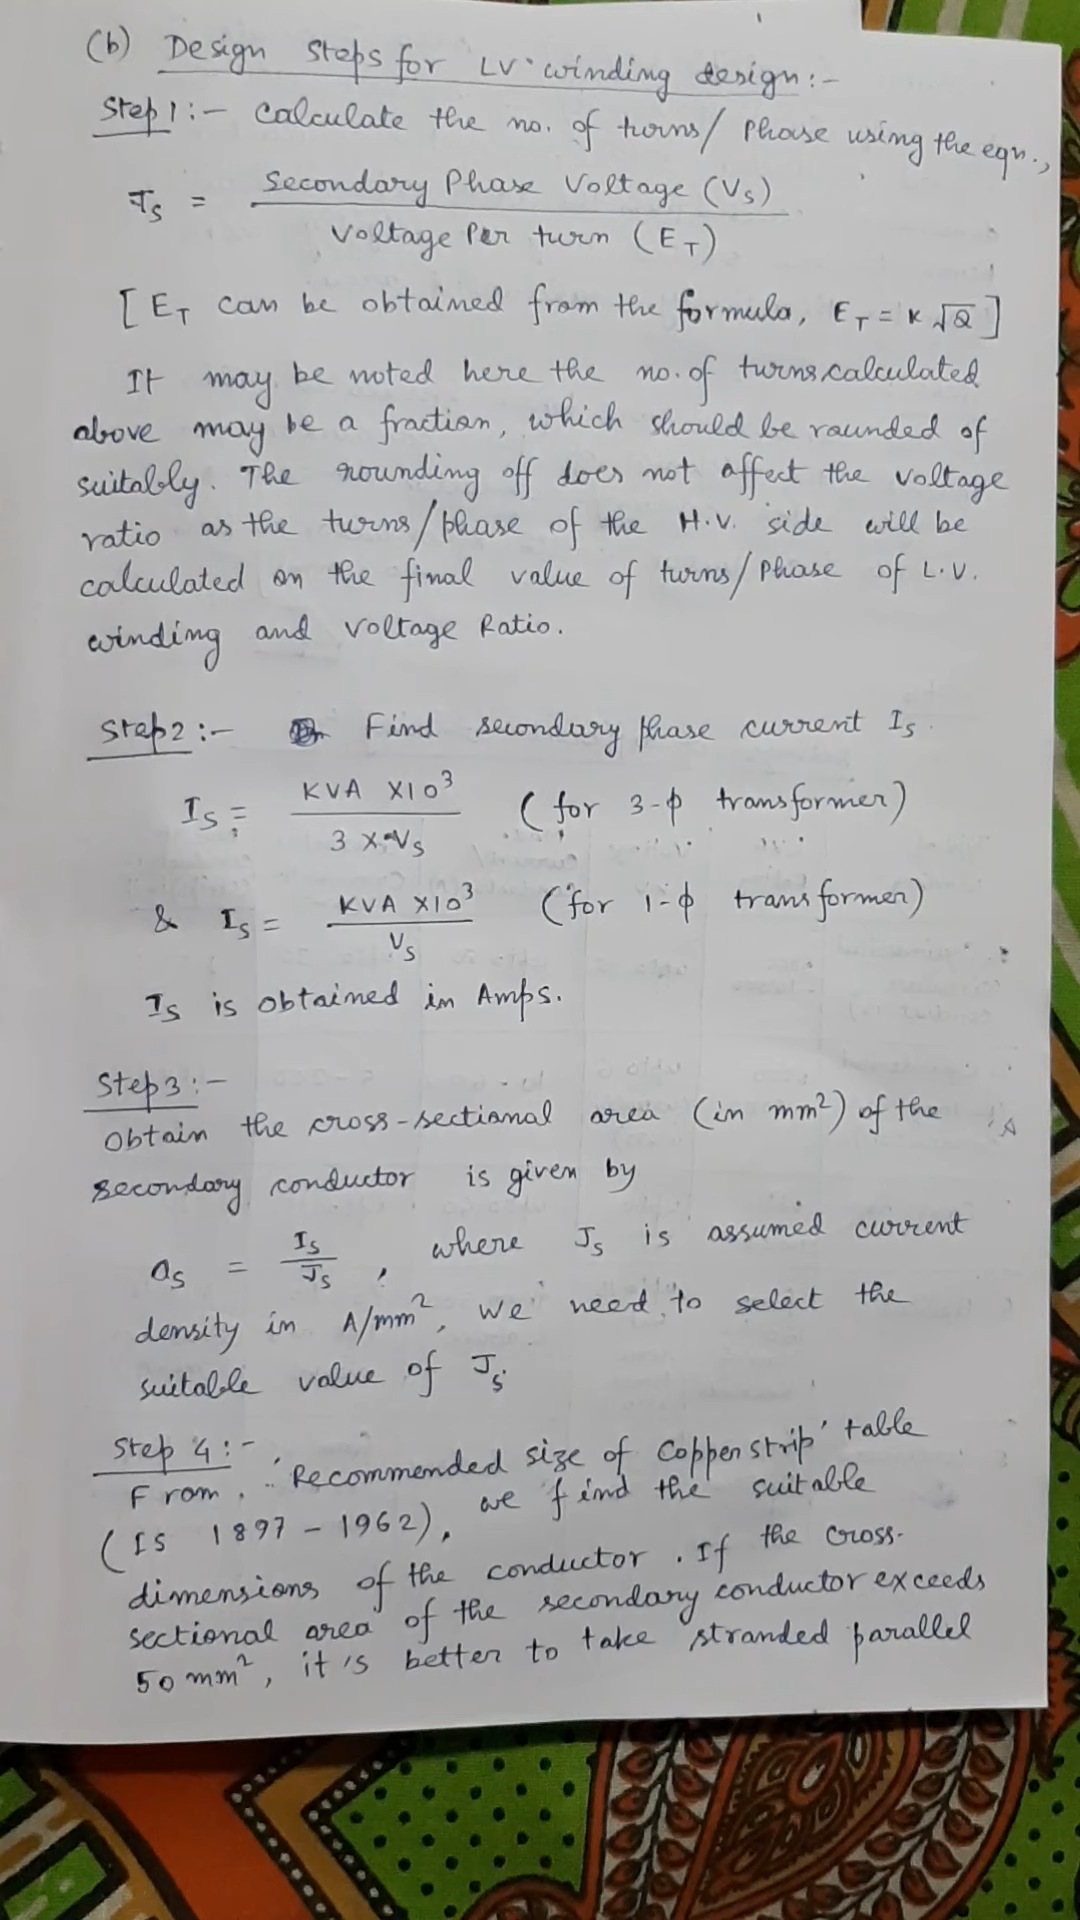 (b) Design Steps for LV winding design:-
Step 1:- Calculate the no. of turns/ Phase using the eqn.,
Ts = Secondary Phase Voltage (Vs)
Voltage Per turn (ET)
[ ET can be obtained from the formula, ET = K √Q ]
It may be noted here the no. of turns calculated
above may be a fraction, which should be rounded of
suitably. The rounding off does not affect the voltage
ratio as the turns/phase of the H.V. side will be
calculated on the final value of turns/Phase of L.V.
winding and voltage Ratio.
Step 2:- Find secondary phase current Is.
Is = KVA X10³
3 x Vs
( for 3-φ transformer)
& Is = KVA X10³
Vs
(for 1-φ transformer)
Is is obtained in Amps.
Step 3:-
Obtain the cross-sectional area (in mm²) of the
secondary conductor is given by
as = Is
Js
, where Js is assumed current
density in A/mm², we need to select the
suitable value of Js
Step 4:-
From, 'Recommended size of Copper strip' table
(IS 1897 - 1962), we find the suitable
dimensions of the conductor. If the cross-
sectional area of the secondary conductor exceeds
50 mm², it is better to take stranded parallel